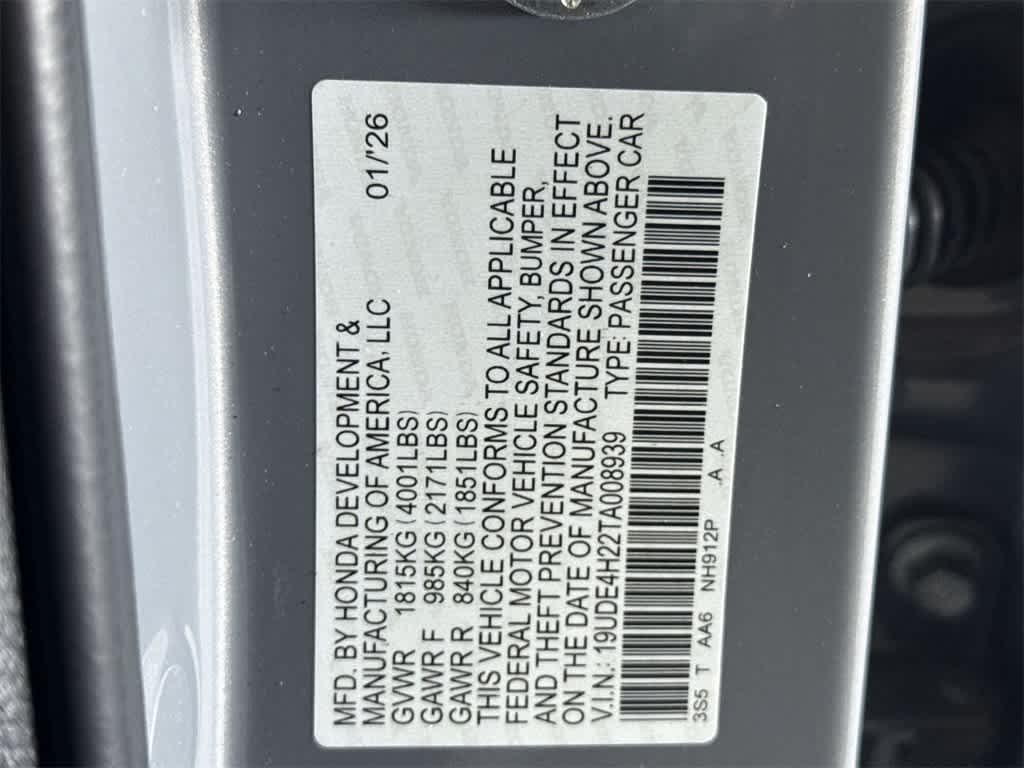 MFD. BY HONDA DEVELOPMENT &
MANUFACTURING OF AMERICA, LLC 01/'26
GVWR 1815KG (4001LBS)
GAWR F 985KG (2171LBS)
GAWR R 840KG (1851LBS)
THIS VEHICLE CONFORMS TO ALL APPLICABLE
FEDERAL MOTOR VEHICLE SAFETY, BUMPER,
AND THEFT PREVENTION STANDARDS IN EFFECT
ON THE DATE OF MANUFACTURE SHOWN ABOVE.
V.I.N.: 19UDE4H22TA008939 TYPE: PASSENGER CAR
3S5 T AA6 NH912P .A .A